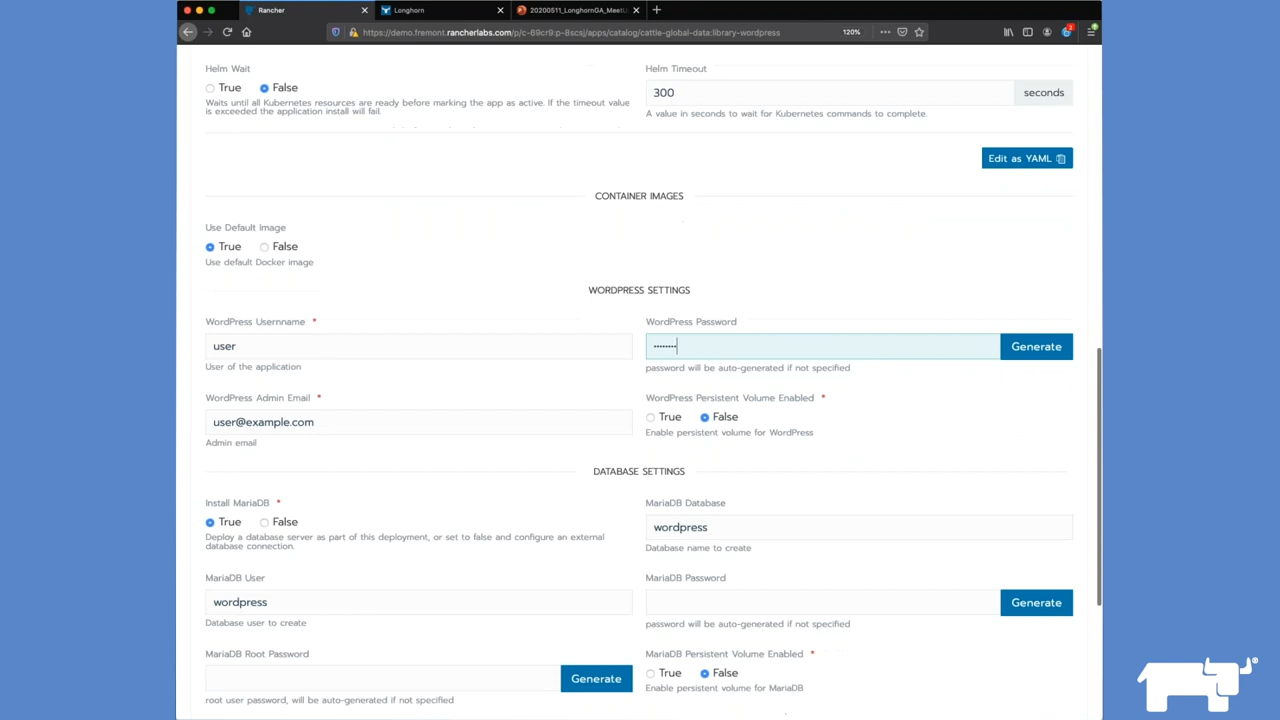 Rancher
Longhorn
20200511_LonghornGA_MeetU
https://demo.fremont.rancherlabs.com/p/c-69cr9:p-8scsj/apps/catalog/cattle-global-data:library-wordpress
120%
2
Helm Wait
True
False
Waits until all Kubernetes resources are ready before marking the app as active. If the timeout value
is exceeded the application install will fail.
Helm Timeout
300
seconds
A value in seconds to wait for Kubernetes commands to complete.
Edit as YAML
CONTAINER IMAGES
Use Default Image
True
False
Use default Docker image
WORDPRESS SETTINGS
WordPress Usernname *
user
User of the application
WordPress Password
••••••••
Generate
password will be auto-generated if not specified
WordPress Admin Email *
user@example.com
Admin email
WordPress Persistent Volume Enabled *
True
False
Enable persistent volume for WordPress
DATABASE SETTINGS
Install MariaDB *
True
False
Deploy a database server as part of this deployment, or set to false and configure an external
database connection.
MariaDB Database
wordpress
Database name to create
MariaDB User
wordpress
Database user to create
MariaDB Password
Generate
password will be auto-generated if not specified
MariaDB Root Password
Generate
root user password, will be auto-generated if not specified
MariaDB Persistent Volume Enabled *
True
False
Enable persistent volume for MariaDB